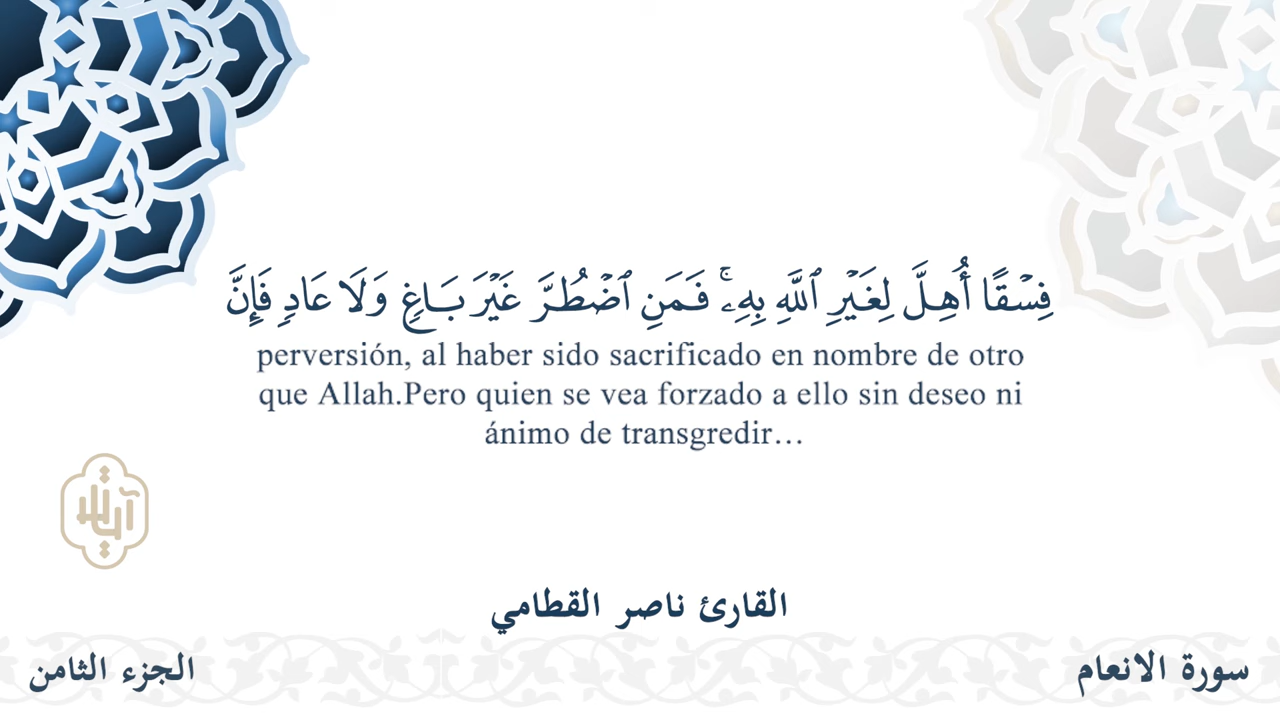 فِسْقًا أُهِلَّ لِغَيْرِ ٱللَّهِ بِهِۦۚ فَمَنِ ٱضْطُرَّ غَيْرَ بَاغٍ وَلَا عَادٍ فَإِنَّ
perversión, al haber sido sacrificado en nombre de otro
que Allah.Pero quien se vea forzado a ello sin deseo ni
ánimo de transgredir…
القارئ ناصر القطامي
سورة الانعام
الجزء الثامن